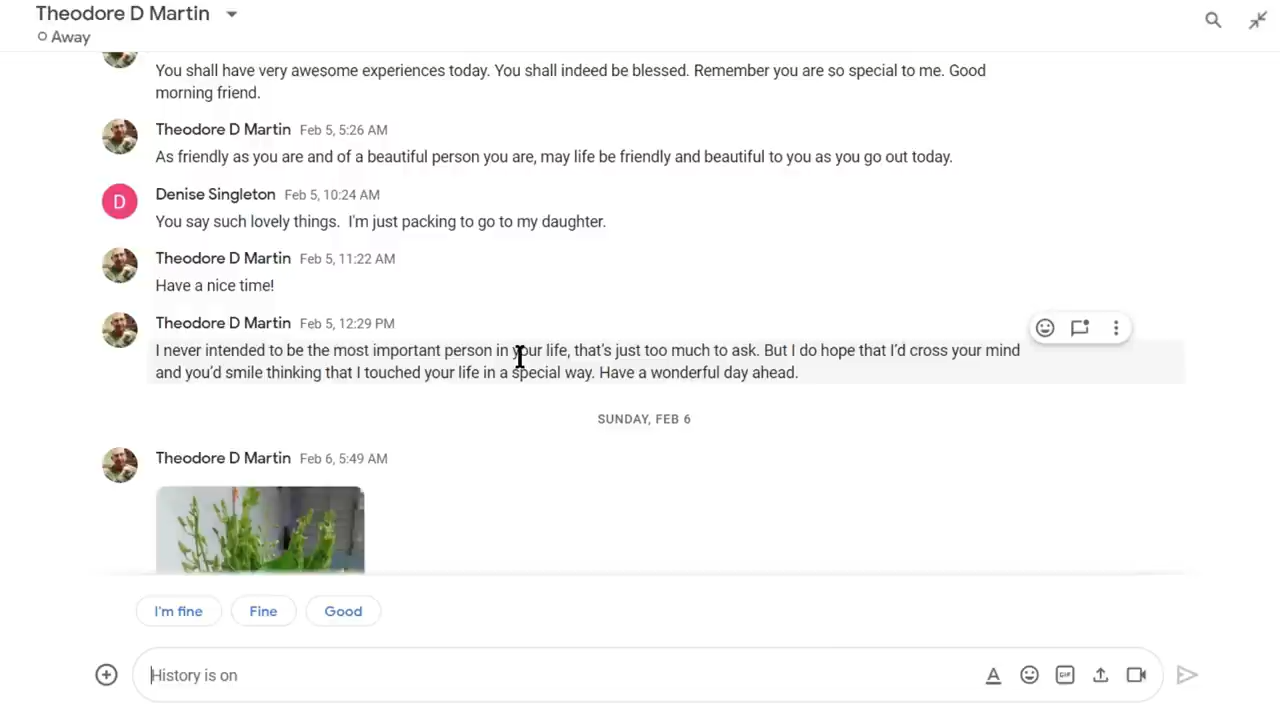 Theodore D Martin
Away
You shall have very awesome experiences today. You shall indeed be blessed. Remember you are so special to me. Good
morning friend.
Theodore D Martin Feb 5, 5:26 AM
As friendly as you are and of a beautiful person you are, may life be friendly and beautiful to you as you go out today.
D
Denise Singleton Feb 5, 10:24 AM
You say such lovely things. I'm just packing to go to my daughter.
Theodore D Martin Feb 5, 11:22 AM
Have a nice time!
Theodore D Martin Feb 5, 12:29 PM
I never intended to be the most important person in your life, that's just too much to ask. But I do hope that I'd cross your mind
and you'd smile thinking that I touched your life in a special way. Have a wonderful day ahead.
SUNDAY, FEB 6
Theodore D Martin Feb 6, 5:49 AM
I'm fine Fine Good
History is on
A GIF